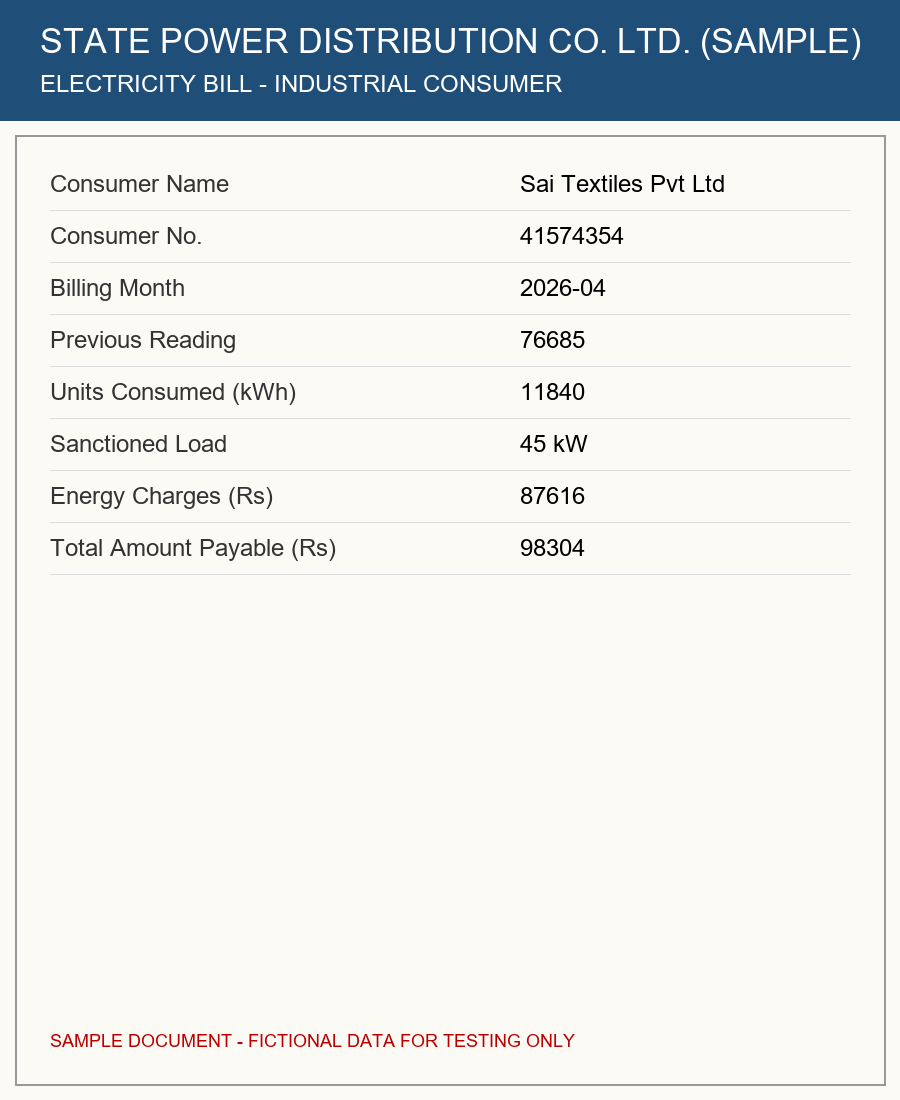 STATE POWER DISTRIBUTION CO. LTD. (SAMPLE)
ELECTRICITY BILL - INDUSTRIAL CONSUMER
Consumer Name Sai Textiles Pvt Ltd
Consumer No. 41574354
Billing Month 2026-04
Previous Reading 76685
Units Consumed (kWh) 11840
Sanctioned Load 45 kW
Energy Charges (Rs) 87616
Total Amount Payable (Rs) 98304
SAMPLE DOCUMENT - FICTIONAL DATA FOR TESTING ONLY